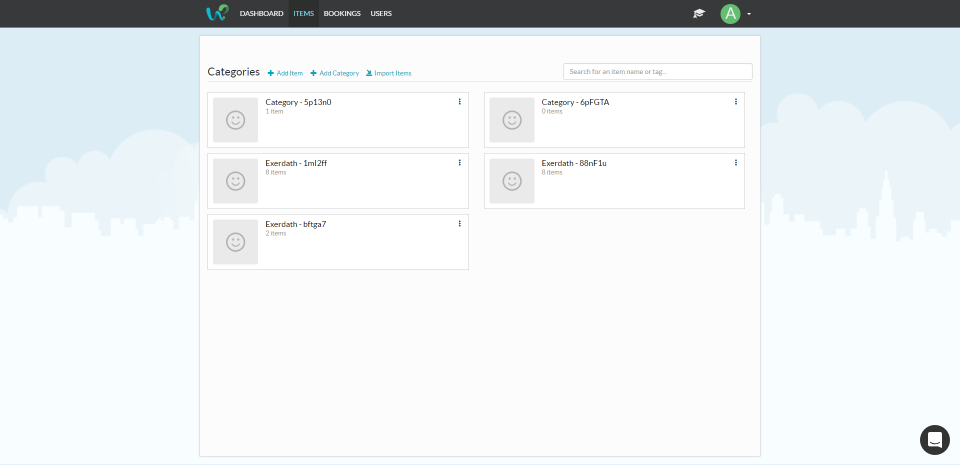 DASHBOARD ITEMS BOOKINGS USERS A
Categories Add Item Add Category Import Items Search for an item name or tag...
Category - 5p13n0
1 item
Category - 6pFGTA
0 items
Exerdath - 1ml2ff
8 items
Exerdath - 88nF1u
8 items
Exerdath - bftga7
2 items